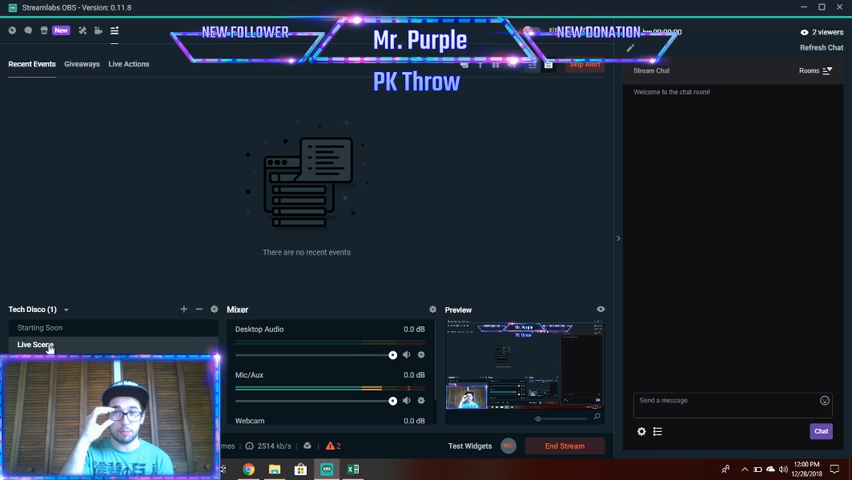 Streamlabs OBS - Version: 0.11.8
New
NEW FOLLOWER
Mr. Purple
PK Throw
NEW DONATION
00:00:00
2 viewers
Refresh Chat
Recent Events
Giveaways
Live Actions
Skip Alert
Stream Chat
Rooms
Welcome to the chat room!
There are no recent events
Tech Disco (1)
Starting Soon
Live Scene
Mixer
Desktop Audio
0.0 dB
Mic/Aux
0.0 dB
Webcam
0.0 dB
Preview
Send a message
Chat
2514 kb/s
2
Test Widgets
REC
End Stream
12:00 PM
12/28/2018